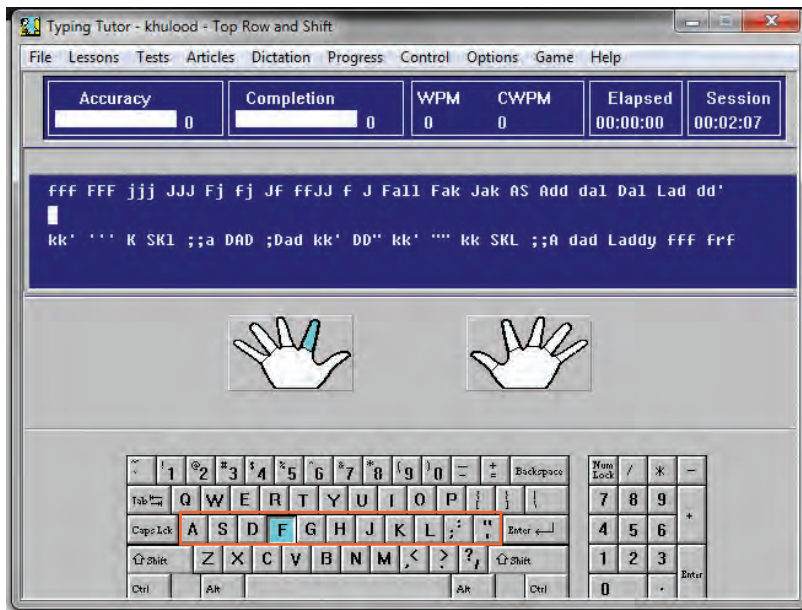 Typing Tutor - khulood - Top Row and Shift
File Lessons Tests Articles Dictation Progress Control Options Game Help
Accuracy Completion WPM CWPM Elapsed Session
0 0 0 0 00:00:00 00:02:07
fff FFF jjj JJJ Fj fj Jf ffJJ f J Fall Fak Jak AS Add dal Dal Lad dd'
kk' ''' K SKl ;;a DAD ;Dad kk' DD" kk' "" kk SKL ;;A dad Laddy fff frf
! 1 @ 2 # 3 $ 4 % 5 ^ 6 & 7 * 8 ( 9 ) 0 - + = Backspace Num Lock / * -
Tab Q W E R T Y U I O P { [ } ] 7 8 9 +
Caps Lck A S D F G H J K L ; : " ' Enter 4 5 6
Shift Z X C V B N M , < > ? / Shift 1 2 3 Enter
Ctrl Alt Alt Ctrl 0 .